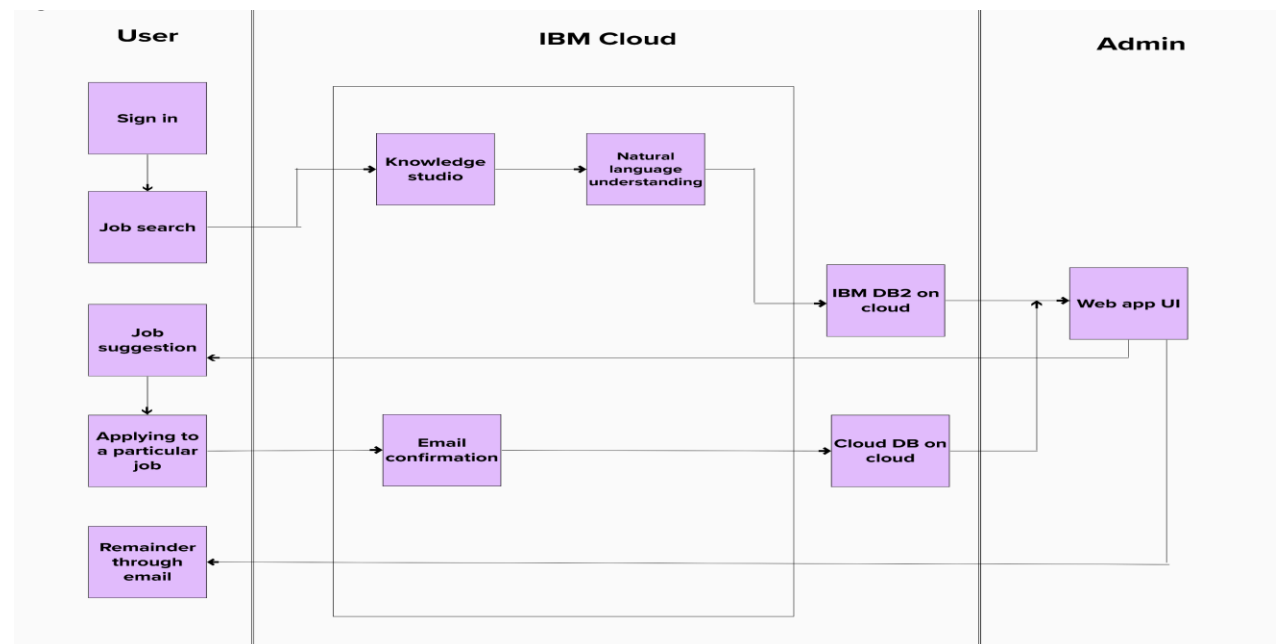 User
IBM Cloud
Admin
Sign in
Knowledge
studio
Natural
language
understanding
Job search
IBM DB2 on
cloud
Web app UI
Job
suggestion
Applying to
a particular
job
Email
confirmation
Cloud DB on
cloud
Remainder
through
email